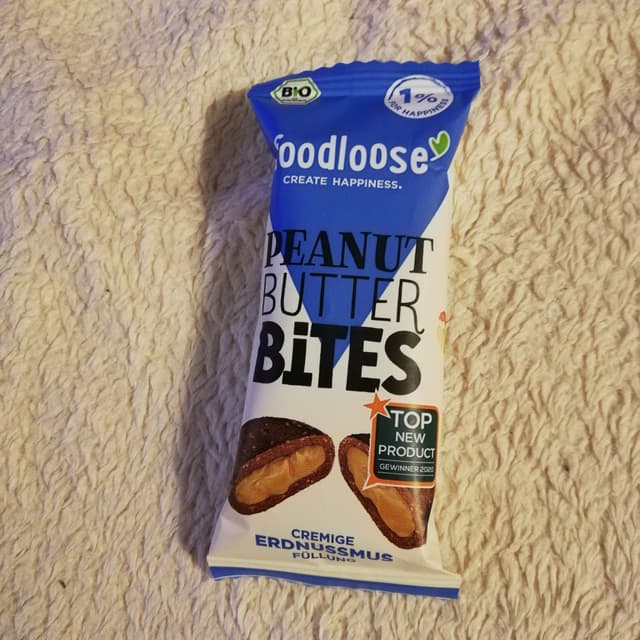 BIO
1%
FOR HAPPINESS
foodloose
CREATE HAPPINESS.
PEANUT
BUTTER
BiTES
TOP
NEW
PRODUCT
GEWINNER 2020
CREMIGE
ERDNUSSMUS
FÜLLUNG